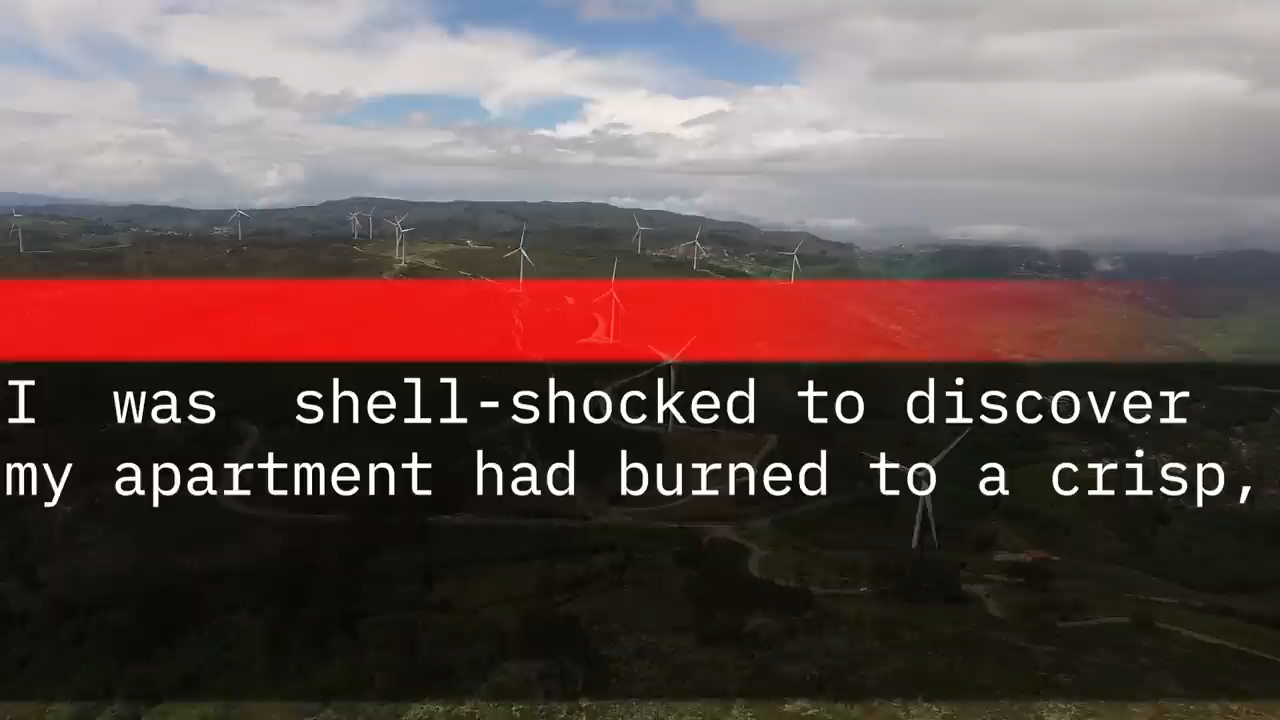 I  was  shell-shocked to discover
my apartment had burned to a crisp,